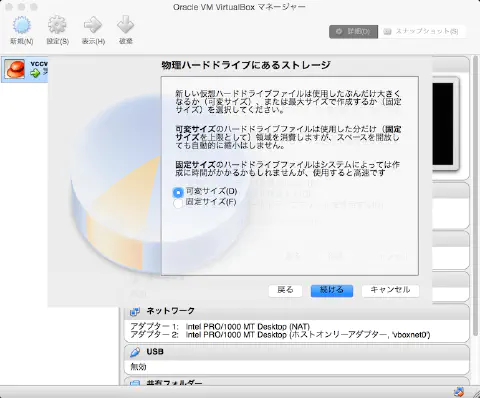 Oracle VM VirtualBox マネージャー
新規(N) 設定(S) 表示(H) 破棄
詳細(D) スナップショット(S)
vccw
物理ハードドライブにあるストレージ
新しい仮想ハードドライブファイルは使用したぶんだけ大きく
なるか（可変サイズ）、または最大サイズで作成するか（固定
サイズ）を選択してください。
可変サイズのハードドライブファイルは使用した分だけ（固定
サイズを上限として）領域を消費しますが、スペースを開放し
ても自動的に縮小はしません。
固定サイズのハードドライブファイルはシステムによっては作
成に時間がかかるかもしれませんが、使用すると高速です
可変サイズ(D)
固定サイズ(F)
戻る 続ける キャンセル
ネットワーク
アダプター 1: Intel PRO/1000 MT Desktop (NAT)
アダプター 2: Intel PRO/1000 MT Desktop (ホストオンリーアダプター, 'vboxnet0')
USB
無効
共有フォルダー